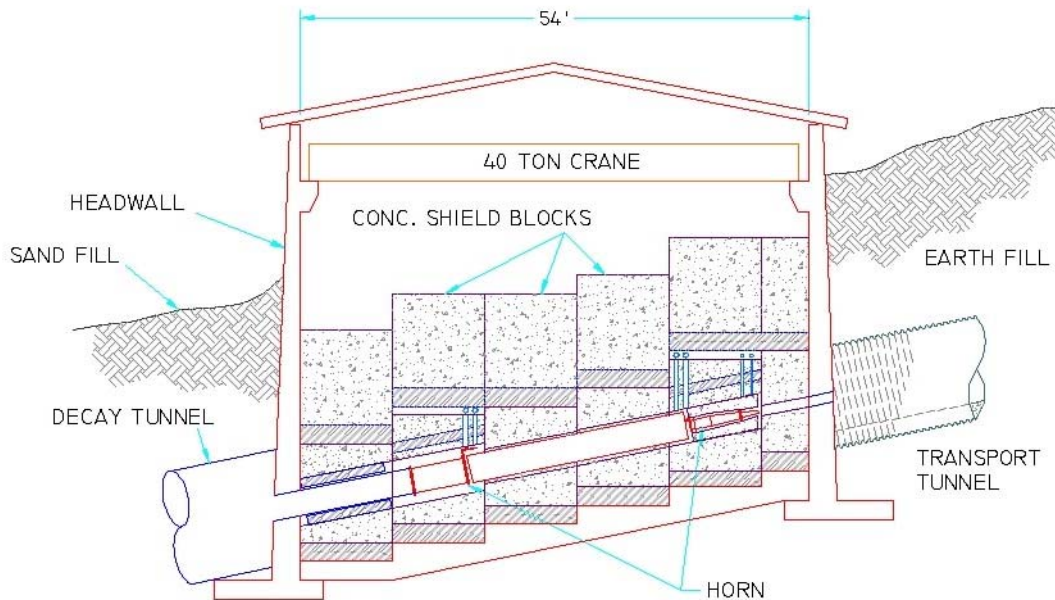 54'
40 TON CRANE
HEADWALL
CONC. SHIELD BLOCKS
SAND FILL
EARTH FILL
DECAY TUNNEL
TRANSPORT
TUNNEL
HORN